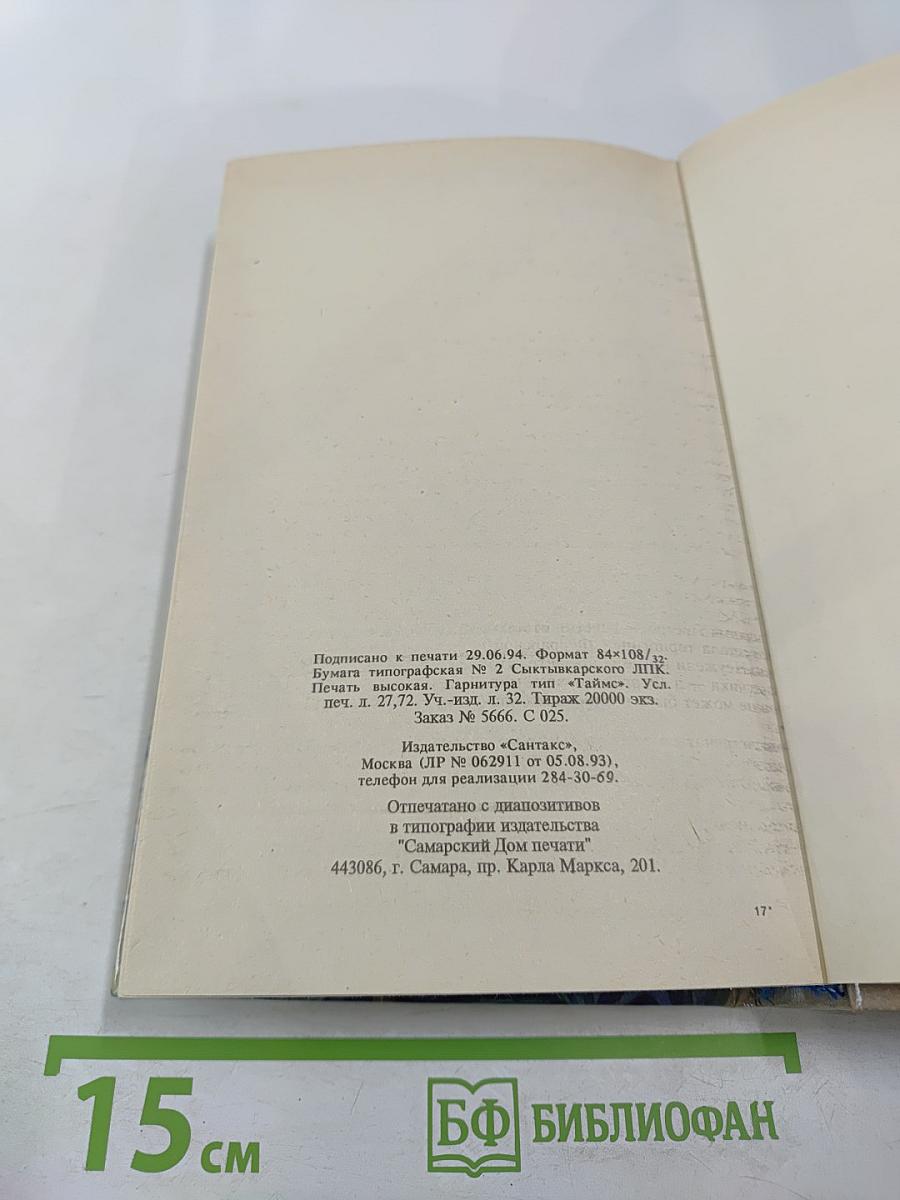 Подписано к печати 29.06.94. Формат 84×108/32.
Бумага типографская № 2 Сыктывкарского ЛПК.
Печать высокая. Гарнитура тип «Таймс». Усл.
печ. л. 27,72. Уч.-изд. л. 32. Тираж 20000 экз.
Заказ № 5666. С 025.
Издательство «Сантакс»,
Москва (ЛР № 062911 от 05.08.93),
телефон для реализации 284-30-69.
Отпечатано с диапозитивов
в типографии издательства
"Самарский Дом печати"
443086, г. Самара, пр. Карла Маркса, 201.
17*
15 см
БФ БИБЛИОФАН